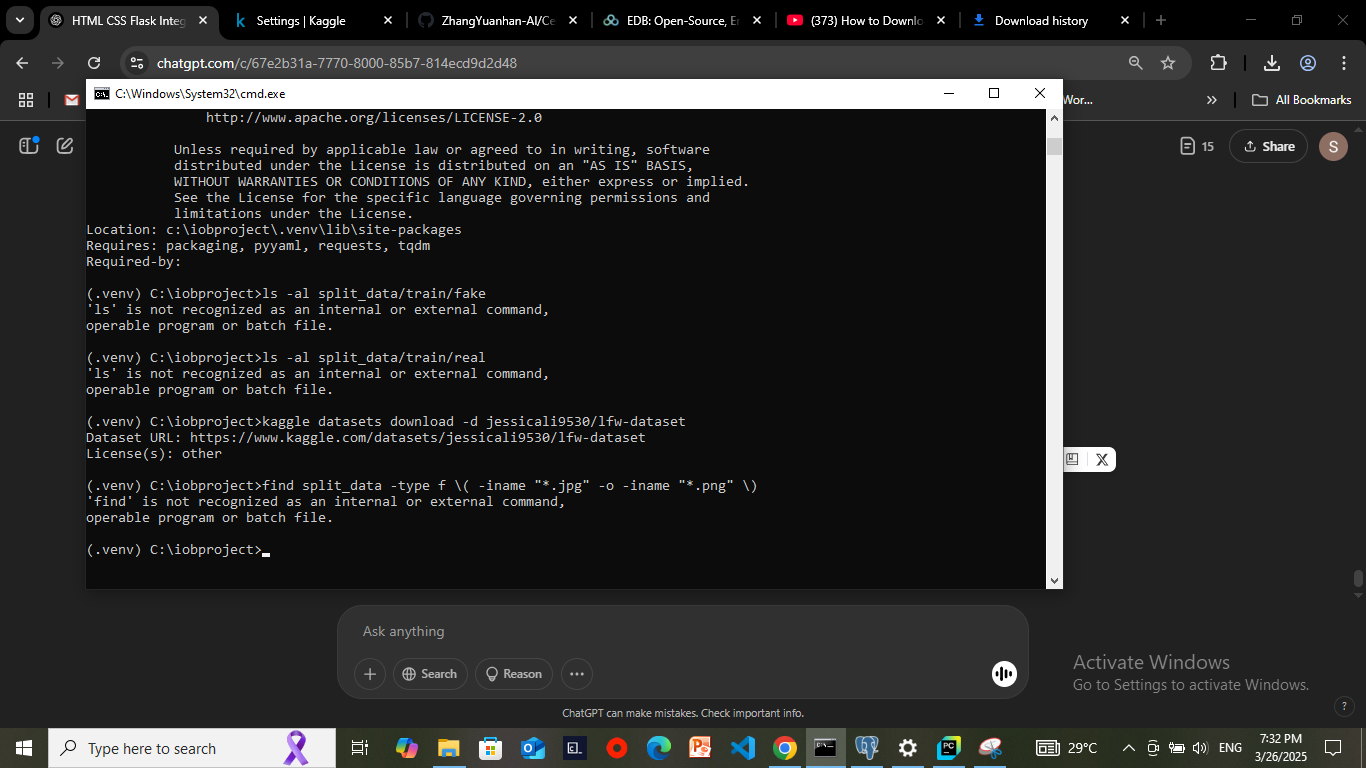 HTML CSS Flask Integ
Settings | Kaggle
ZhangYuanhan-AI/Ce
EDB: Open-Source, En
(373) How to Downlo
Download history
chatgpt.com/c/67e2b31a-7770-8000-85b7-814ecd9d2d48
C:\Windows\System32\cmd.exe
Wor...
All Bookmarks
http://www.apache.org/licenses/LICENSE-2.0
Unless required by applicable law or agreed to in writing, software
distributed under the License is distributed on an "AS IS" BASIS,
WITHOUT WARRANTIES OR CONDITIONS OF ANY KIND, either express or implied.
See the License for the specific language governing permissions and
limitations under the License.
Location: c:\iobproject\.venv\lib\site-packages
Requires: packaging, pyyaml, requests, tqdm
Required-by:
(.venv) C:\iobproject>ls -al split_data/train/fake
'ls' is not recognized as an internal or external command,
operable program or batch file.
(.venv) C:\iobproject>ls -al split_data/train/real
'ls' is not recognized as an internal or external command,
operable program or batch file.
(.venv) C:\iobproject>kaggle datasets download -d jessicali9530/lfw-dataset
Dataset URL: https://www.kaggle.com/datasets/jessicali9530/lfw-dataset
License(s): other
(.venv) C:\iobproject>find split_data -type f \( -iname "*.jpg" -o -iname "*.png" \)
'find' is not recognized as an internal or external command,
operable program or batch file.
(.venv) C:\iobproject>
15
Share
S
Ask anything
Search
Reason
ChatGPT can make mistakes. Check important info.
Activate Windows
Go to Settings to activate Windows.
?
Type here to search
29°C
ENG
7:32 PM
3/26/2025